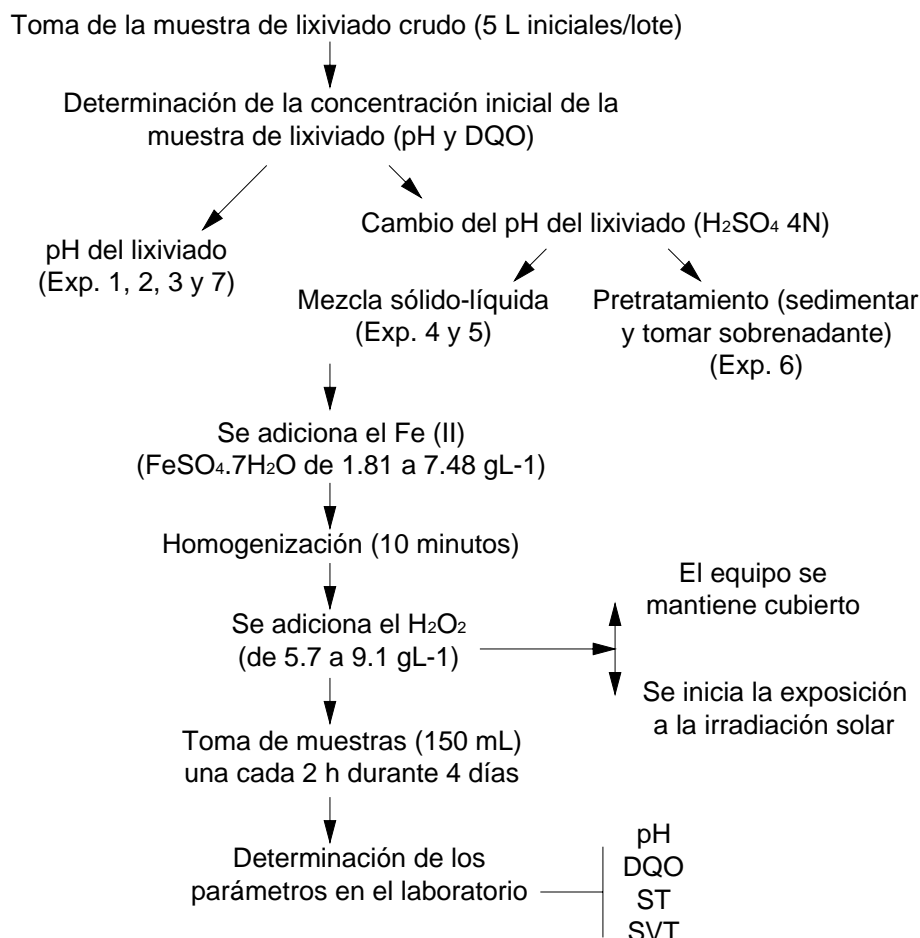 Toma de la muestra de lixiviado crudo (5 L iniciales/lote)
Determinación de la concentración inicial de la
muestra de lixiviado (pH y DQO)
Cambio del pH del lixiviado (H₂SO₄ 4N)
pH del lixiviado
(Exp. 1, 2, 3 y 7)
Mezcla sólido-líquida
(Exp. 4 y 5)
Pretratamiento (sedimentar
y tomar sobrenadante)
(Exp. 6)
Se adiciona el Fe (II)
(FeSO₄.7H₂O de 1.81 a 7.48 gL-1)
Homogenización (10 minutos)
Se adiciona el H₂O₂
(de 5.7 a 9.1 gL-1)
El equipo se
mantiene cubierto
Se inicia la exposición
a la irradiación solar
Toma de muestras (150 mL)
una cada 2 h durante 4 días
Determinación de los
parámetros en el laboratorio
pH
DQO
ST
SVT